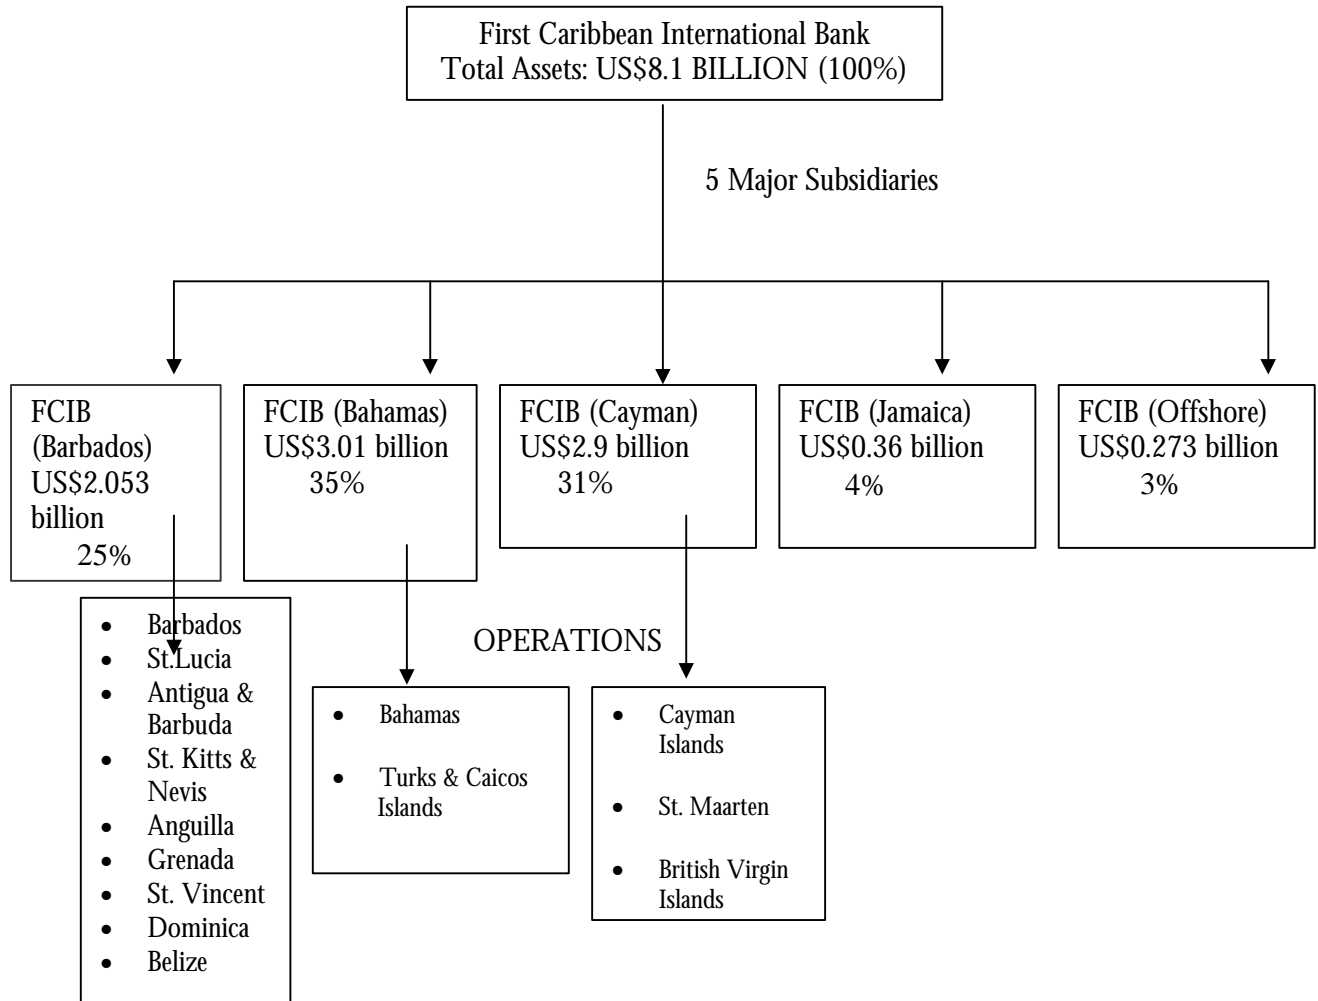 First Caribbean International Bank
Total Assets: US$8.1 BILLION (100%)
5 Major Subsidiaries
FCIB
(Barbados)
US$2.053
billion
25%
FCIB (Bahamas)
US$3.01 billion
35%
FCIB (Cayman)
US$2.9 billion
31%
FCIB (Jamaica)
US$0.36 billion
4%
FCIB (Offshore)
US$0.273 billion
3%
OPERATIONS
• Barbados
• St.Lucia
• Antigua &
Barbuda
• St. Kitts &
Nevis
• Anguilla
• Grenada
• St. Vincent
• Dominica
• Belize
• Bahamas
• Turks & Caicos
Islands
• Cayman
Islands
• St. Maarten
• British Virgin
Islands